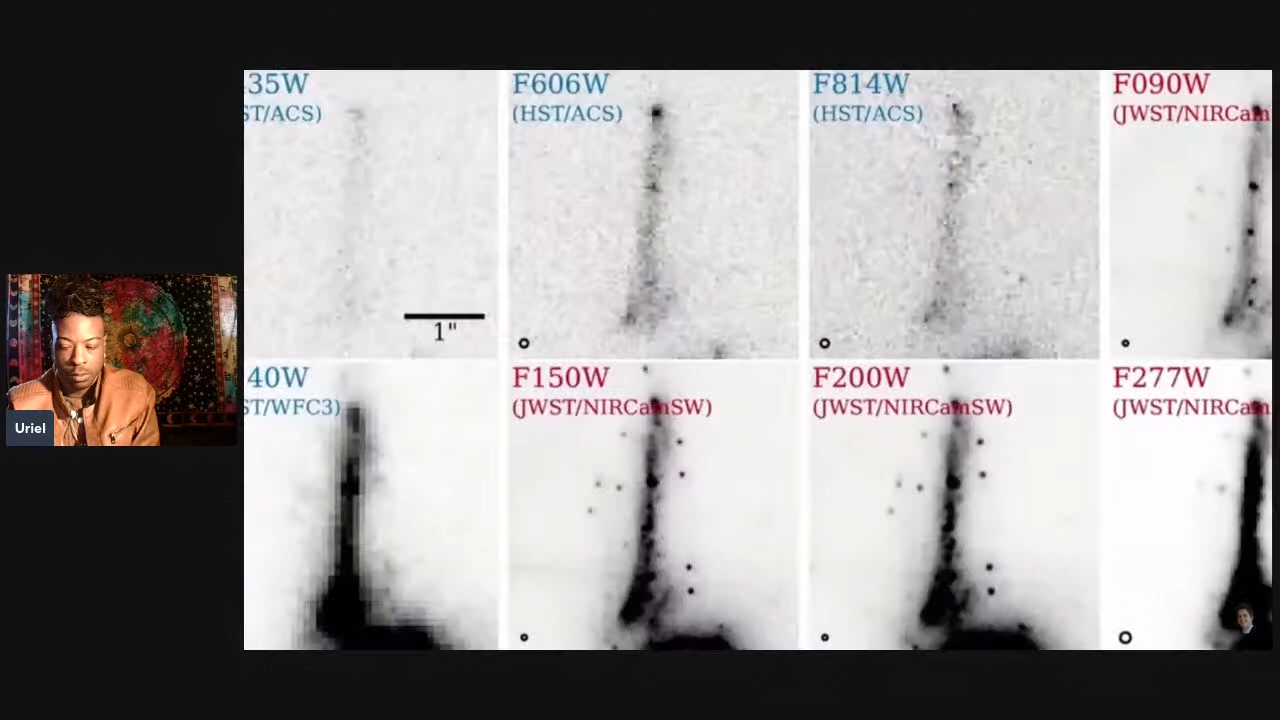 35W
ST/ACS)
F606W
(HST/ACS)
F814W
(HST/ACS)
F090W
(JWST/NIRCam
1"
40W
ST/WFC3)
F150W
(JWST/NIRCamSW)
F200W
(JWST/NIRCamSW)
F277W
(JWST/NIRCam
Uriel